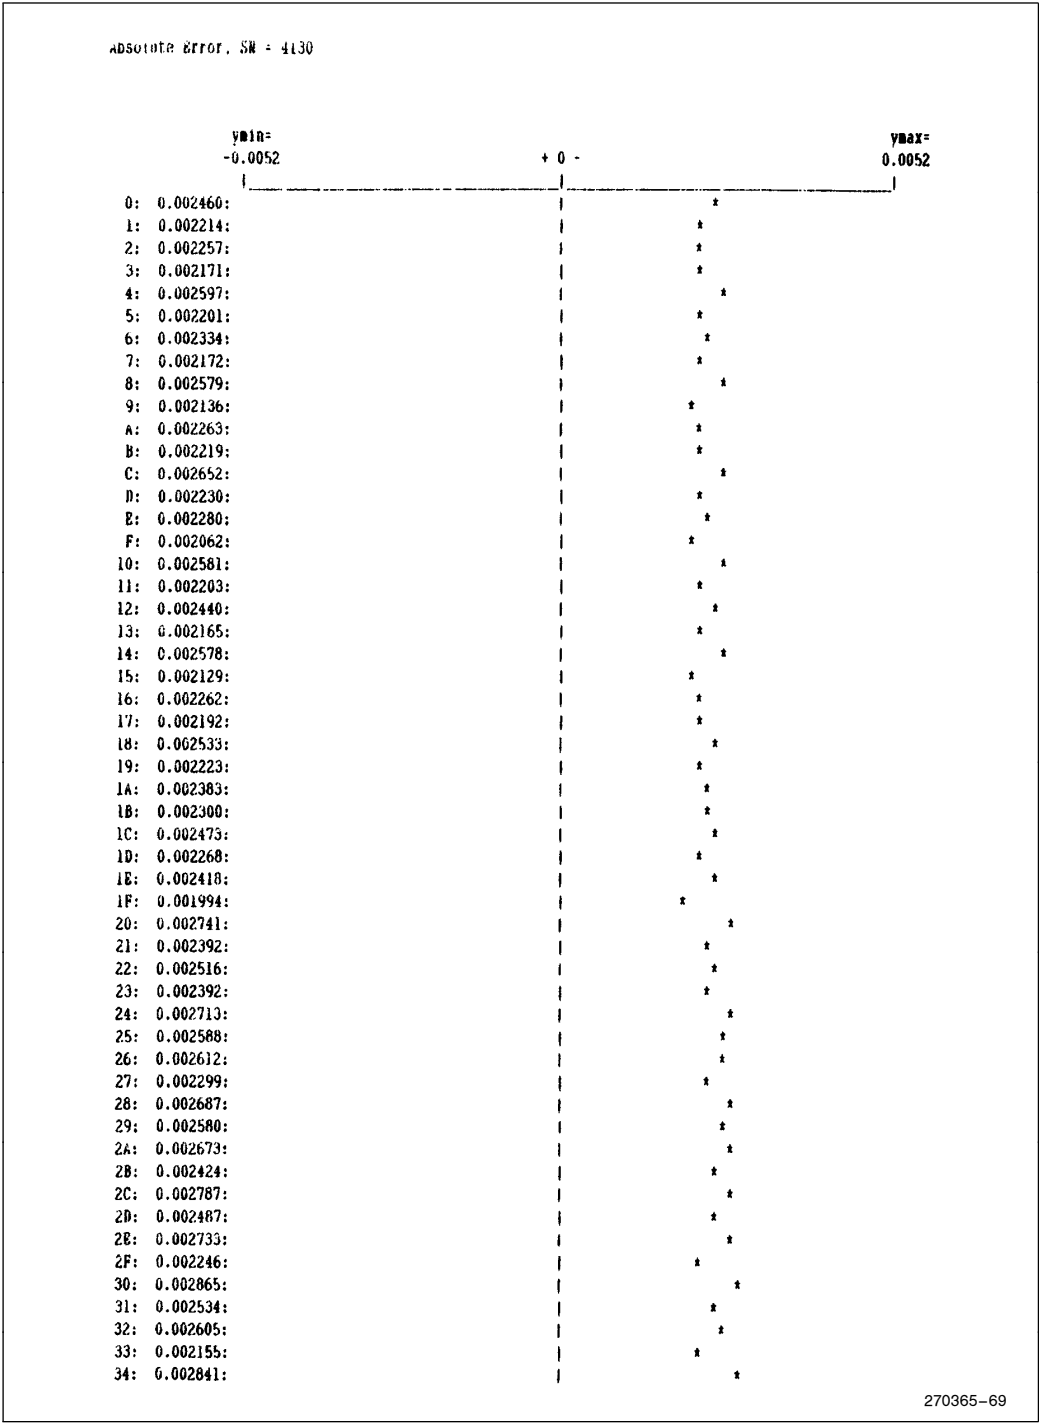 Absolute Error, SN = 4130
ymin= ymax=
-0.0052 + 0 - 0.0052
0: 0.002460:
1: 0.002214:
2: 0.002257:
3: 0.002171:
4: 0.002597:
5: 0.002201:
6: 0.002334:
7: 0.002172:
8: 0.002579:
9: 0.002136:
A: 0.002263:
B: 0.002219:
C: 0.002652:
D: 0.002230:
E: 0.002280:
F: 0.002062:
10: 0.002581:
11: 0.002203:
12: 0.002440:
13: 0.002165:
14: 0.002578:
15: 0.002129:
16: 0.002262:
17: 0.002192:
18: 0.002533:
19: 0.002223:
1A: 0.002383:
1B: 0.002300:
1C: 0.002473:
1D: 0.002268:
1E: 0.002418:
1F: 0.001994:
20: 0.002741:
21: 0.002392:
22: 0.002516:
23: 0.002392:
24: 0.002713:
25: 0.002588:
26: 0.002612:
27: 0.002299:
28: 0.002687:
29: 0.002580:
2A: 0.002673:
2B: 0.002424:
2C: 0.002787:
2D: 0.002487:
2E: 0.002733:
2F: 0.002246:
30: 0.002865:
31: 0.002534:
32: 0.002605:
33: 0.002155:
34: 0.002841:
270365-69